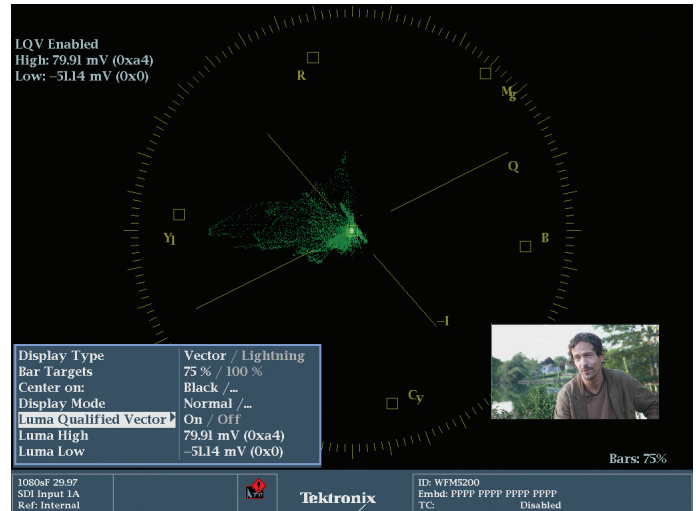 LQV Enabled
High: 79.91 mV (0xa4)
Low: −51.14 mV (0x0)
R
Mg
Q
Yl
B
−I
Cy
Display Type Vector / Lightning
Bar Targets 75 % / 100 %
Center on: Black /...
Display Mode Normal /...
Luma Qualified Vector On / Off
Luma High 79.91 mV (0xa4)
Luma Low −51.14 mV (0x0)
Bars: 75%
1080sF 29.97
SDI Input 1A
Ref: Internal
Tektronix
ID: WFM5200
Embd: PPPP PPPP PPPP PPPP
TC: Disabled